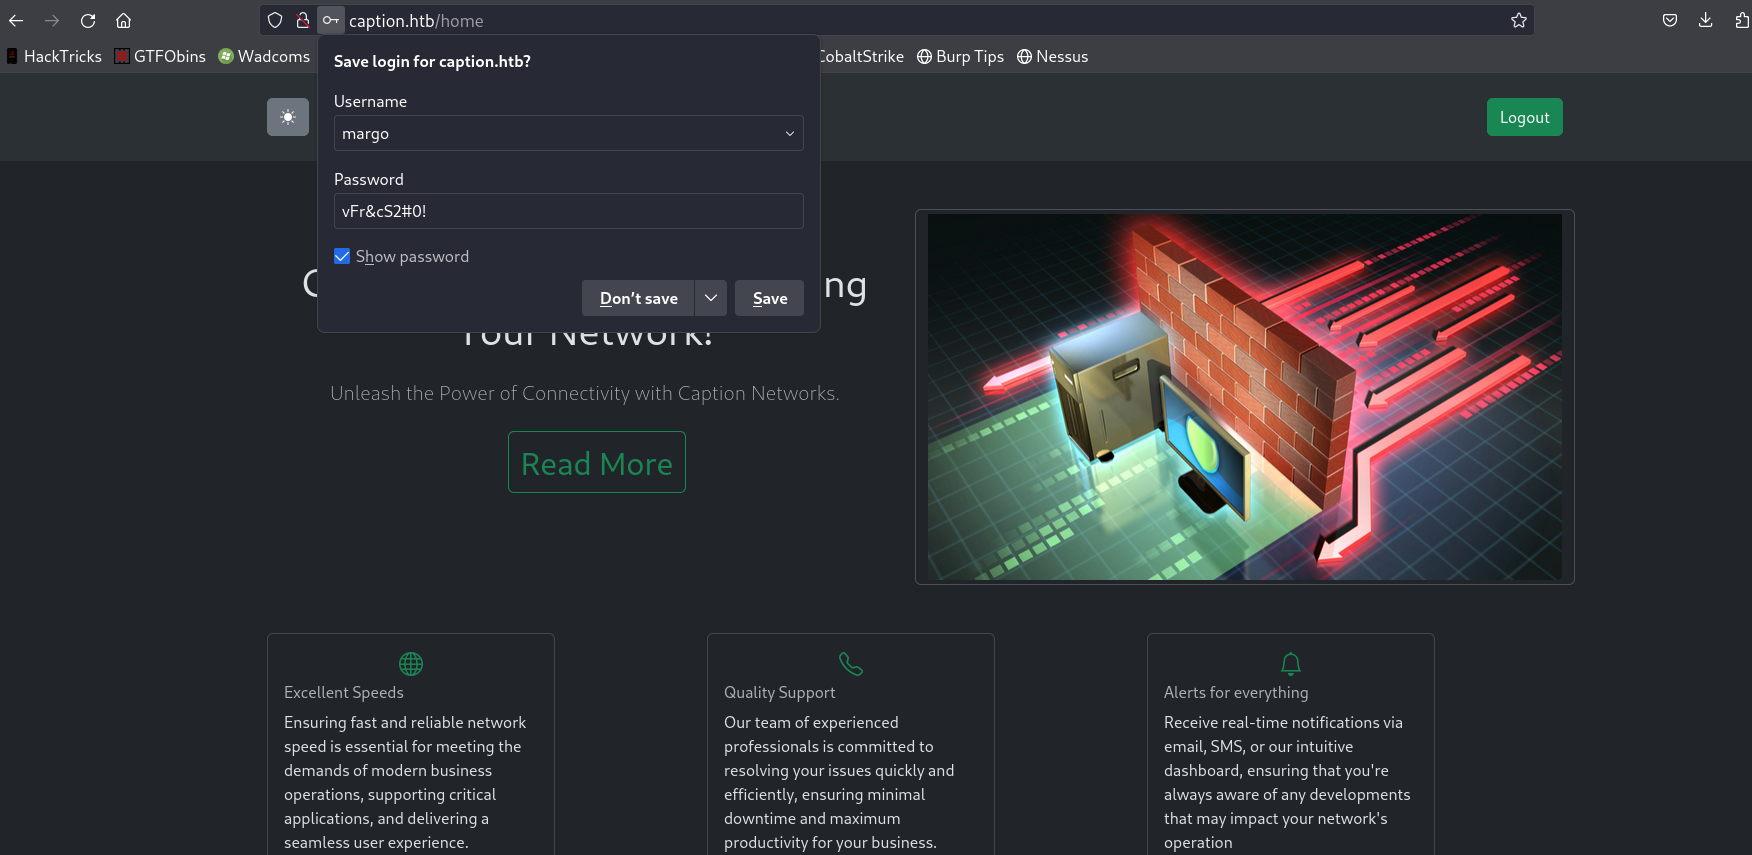 caption.htb/home
HackTricks GTFObins Wadcoms CobaltStrike Burp Tips Nessus
Save login for caption.htb?
Username
margo
Password
vFr&cS2#0!
Show password
Don't save Save
Logout
Your Network!
Unleash the Power of Connectivity with Caption Networks.
Read More
Excellent Speeds
Ensuring fast and reliable network
speed is essential for meeting the
demands of modern business
operations, supporting critical
applications, and delivering a
seamless user experience.
Quality Support
Our team of experienced
professionals is committed to
resolving your issues quickly and
efficiently, ensuring minimal
downtime and maximum
productivity for your business.
Alerts for everything
Receive real-time notifications via
email, SMS, or our intuitive
dashboard, ensuring that you're
always aware of any developments
that may impact your network's
operation